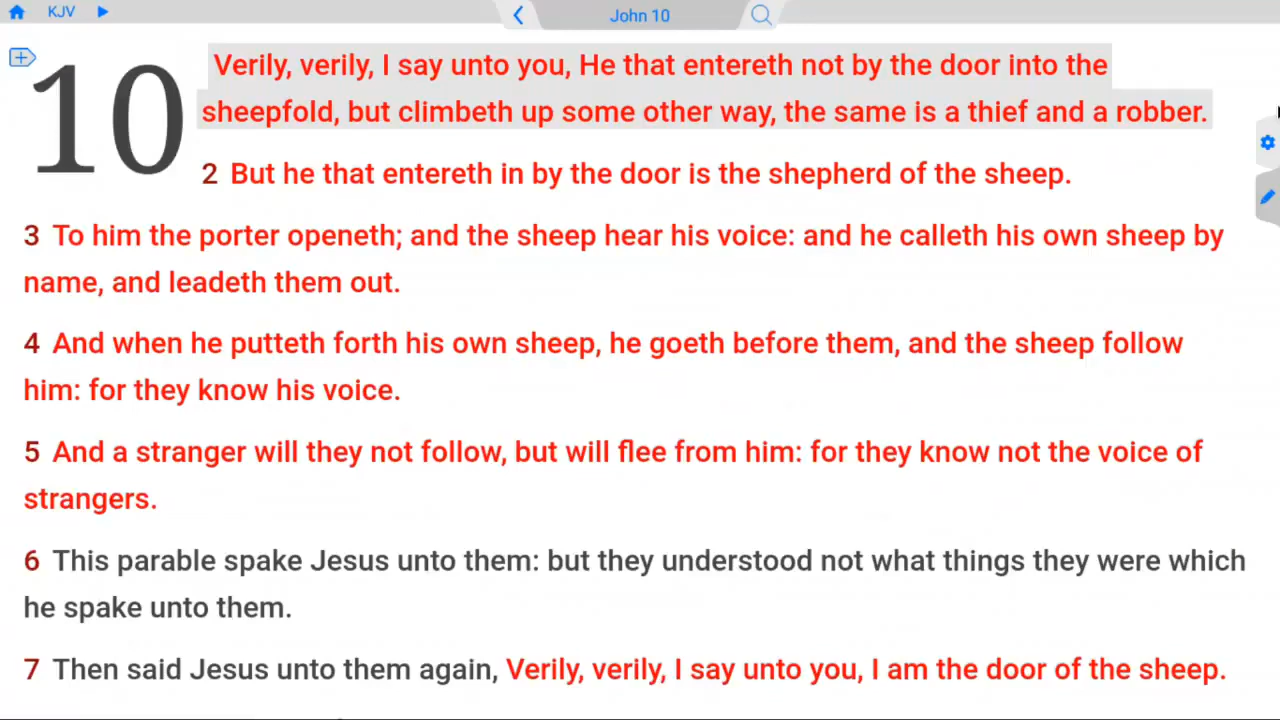 KJV
John 10
10 Verily, verily, I say unto you, He that entereth not by the door into the
sheepfold, but climbeth up some other way, the same is a thief and a robber.
2 But he that entereth in by the door is the shepherd of the sheep.
3 To him the porter openeth; and the sheep hear his voice: and he calleth his own sheep by
name, and leadeth them out.
4 And when he putteth forth his own sheep, he goeth before them, and the sheep follow
him: for they know his voice.
5 And a stranger will they not follow, but will flee from him: for they know not the voice of
strangers.
6 This parable spake Jesus unto them: but they understood not what things they were which
he spake unto them.
7 Then said Jesus unto them again, Verily, verily, I say unto you, I am the door of the sheep.